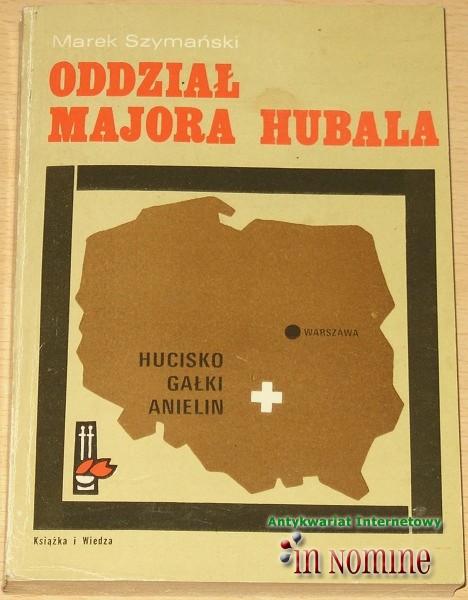 Marek Szymański
ODDZIAŁ
MAJORA HUBALA
WARSZAWA
HUCISKO
GAŁKI
ANIELIN
Książka i Wiedza
Antykwariat Internetowy
in nomine